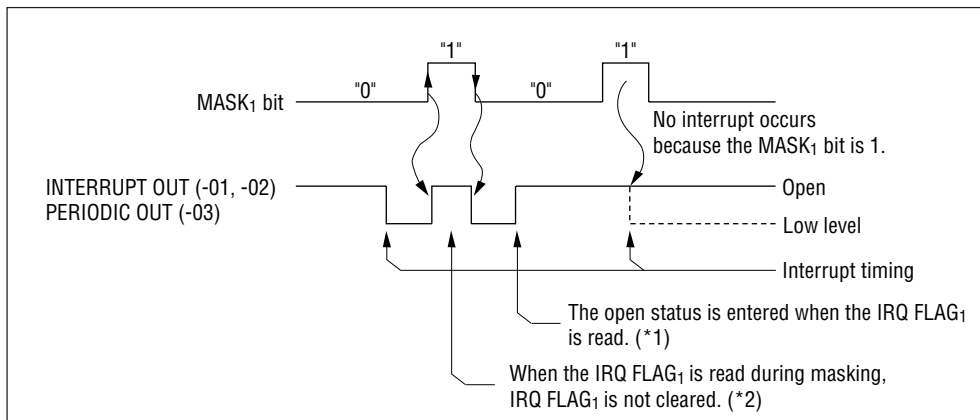 "1" "1"
"0" "0"
MASK₁ bit
No interrupt occurs
because the MASK₁ bit is 1.
INTERRUPT OUT (-01, -02)
PERIODIC OUT (-03)
Open
Low level
Interrupt timing
The open status is entered when the IRQ FLAG₁
is read. (*1)
When the IRQ FLAG₁ is read during masking,
IRQ FLAG₁ is not cleared. (*2)